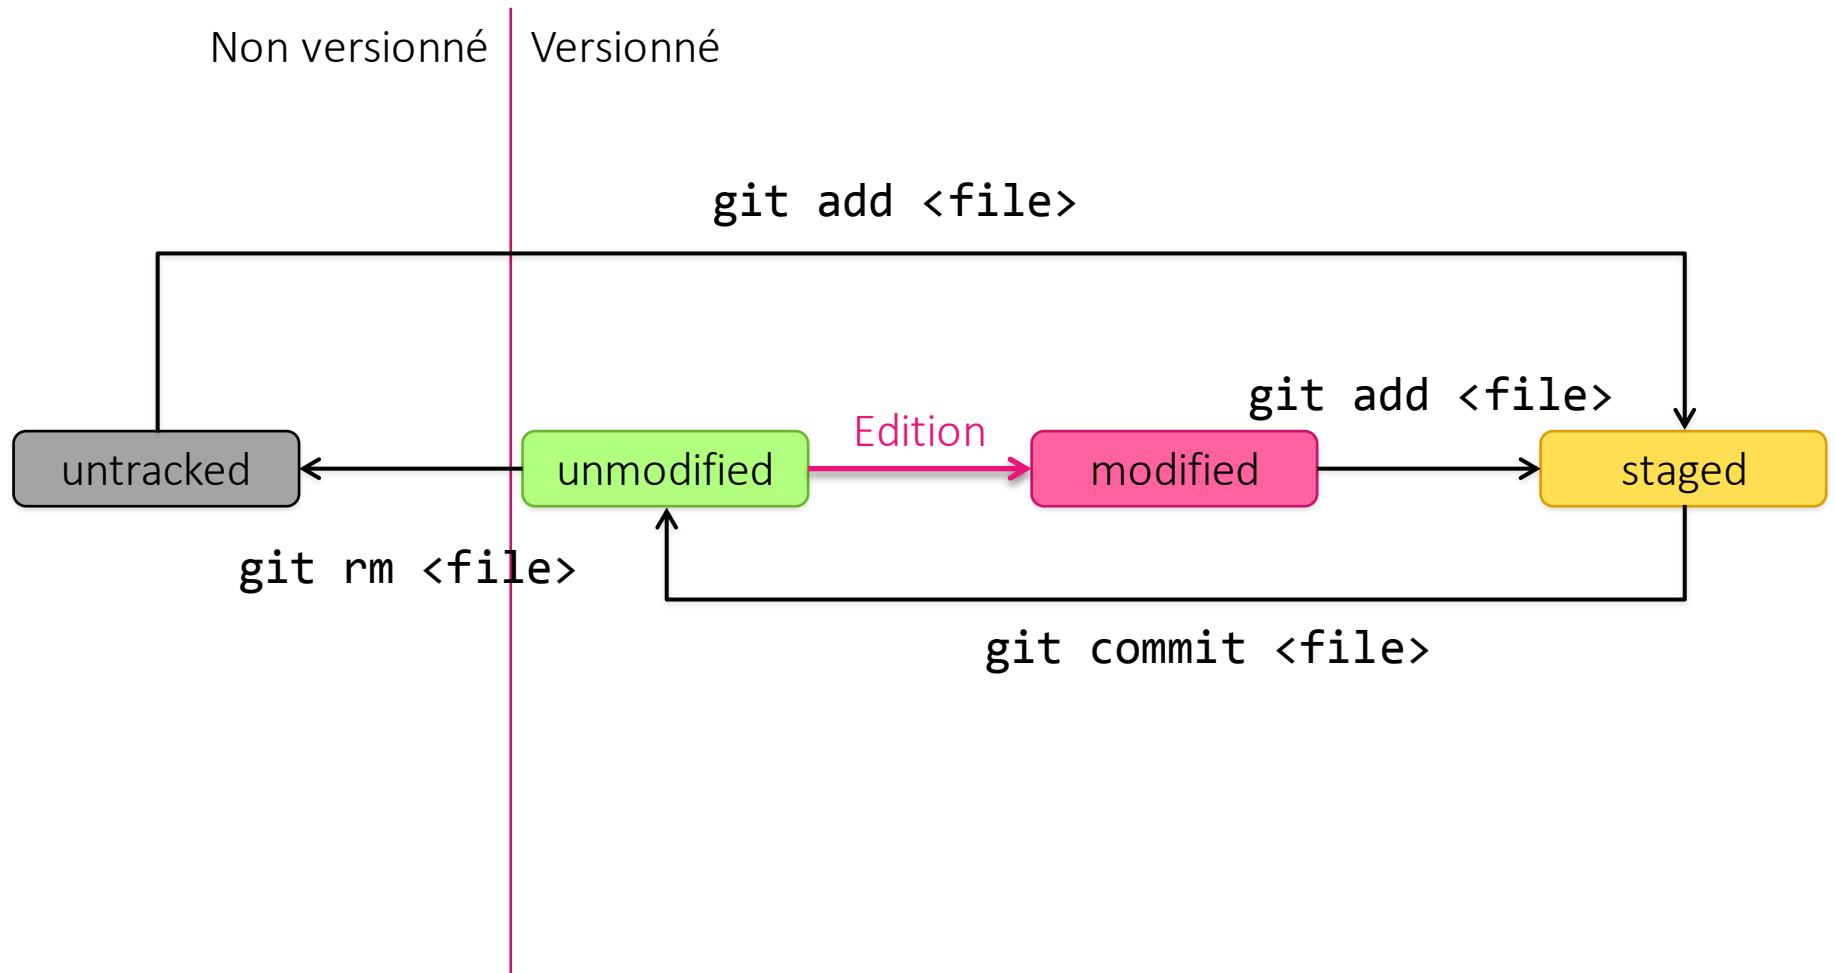 Non versionné
Versionné
git add <file>
git add <file>
Edition
untracked
unmodified
modified
staged
git rm <file>
git commit <file>